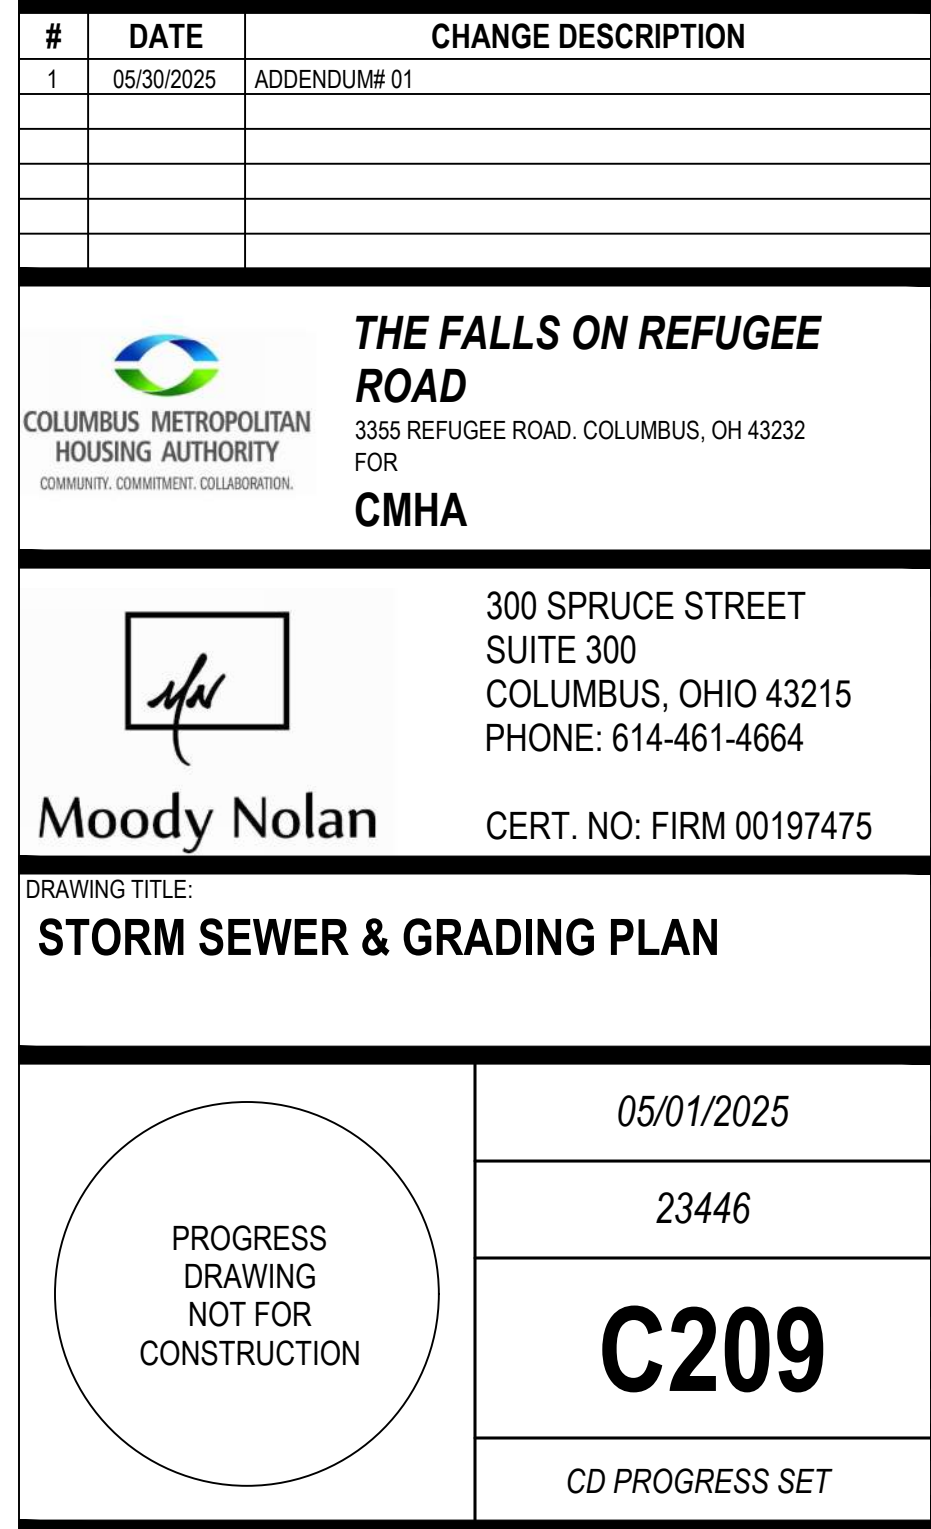 # DATE CHANGE DESCRIPTION
1 05/30/2025 ADDENDUM# 01
COLUMBUS METROPOLITAN
HOUSING AUTHORITY
COMMUNITY. COMMITMENT. COLLABORATION.
THE FALLS ON REFUGEE
ROAD
3355 REFUGEE ROAD. COLUMBUS, OH 43232
FOR
CMHA
MN
Moody Nolan
300 SPRUCE STREET
SUITE 300
COLUMBUS, OHIO 43215
PHONE: 614-461-4664
CERT. NO: FIRM 00197475
DRAWING TITLE:
STORM SEWER & GRADING PLAN
PROGRESS
DRAWING
NOT FOR
CONSTRUCTION
05/01/2025
23446
C209
CD PROGRESS SET